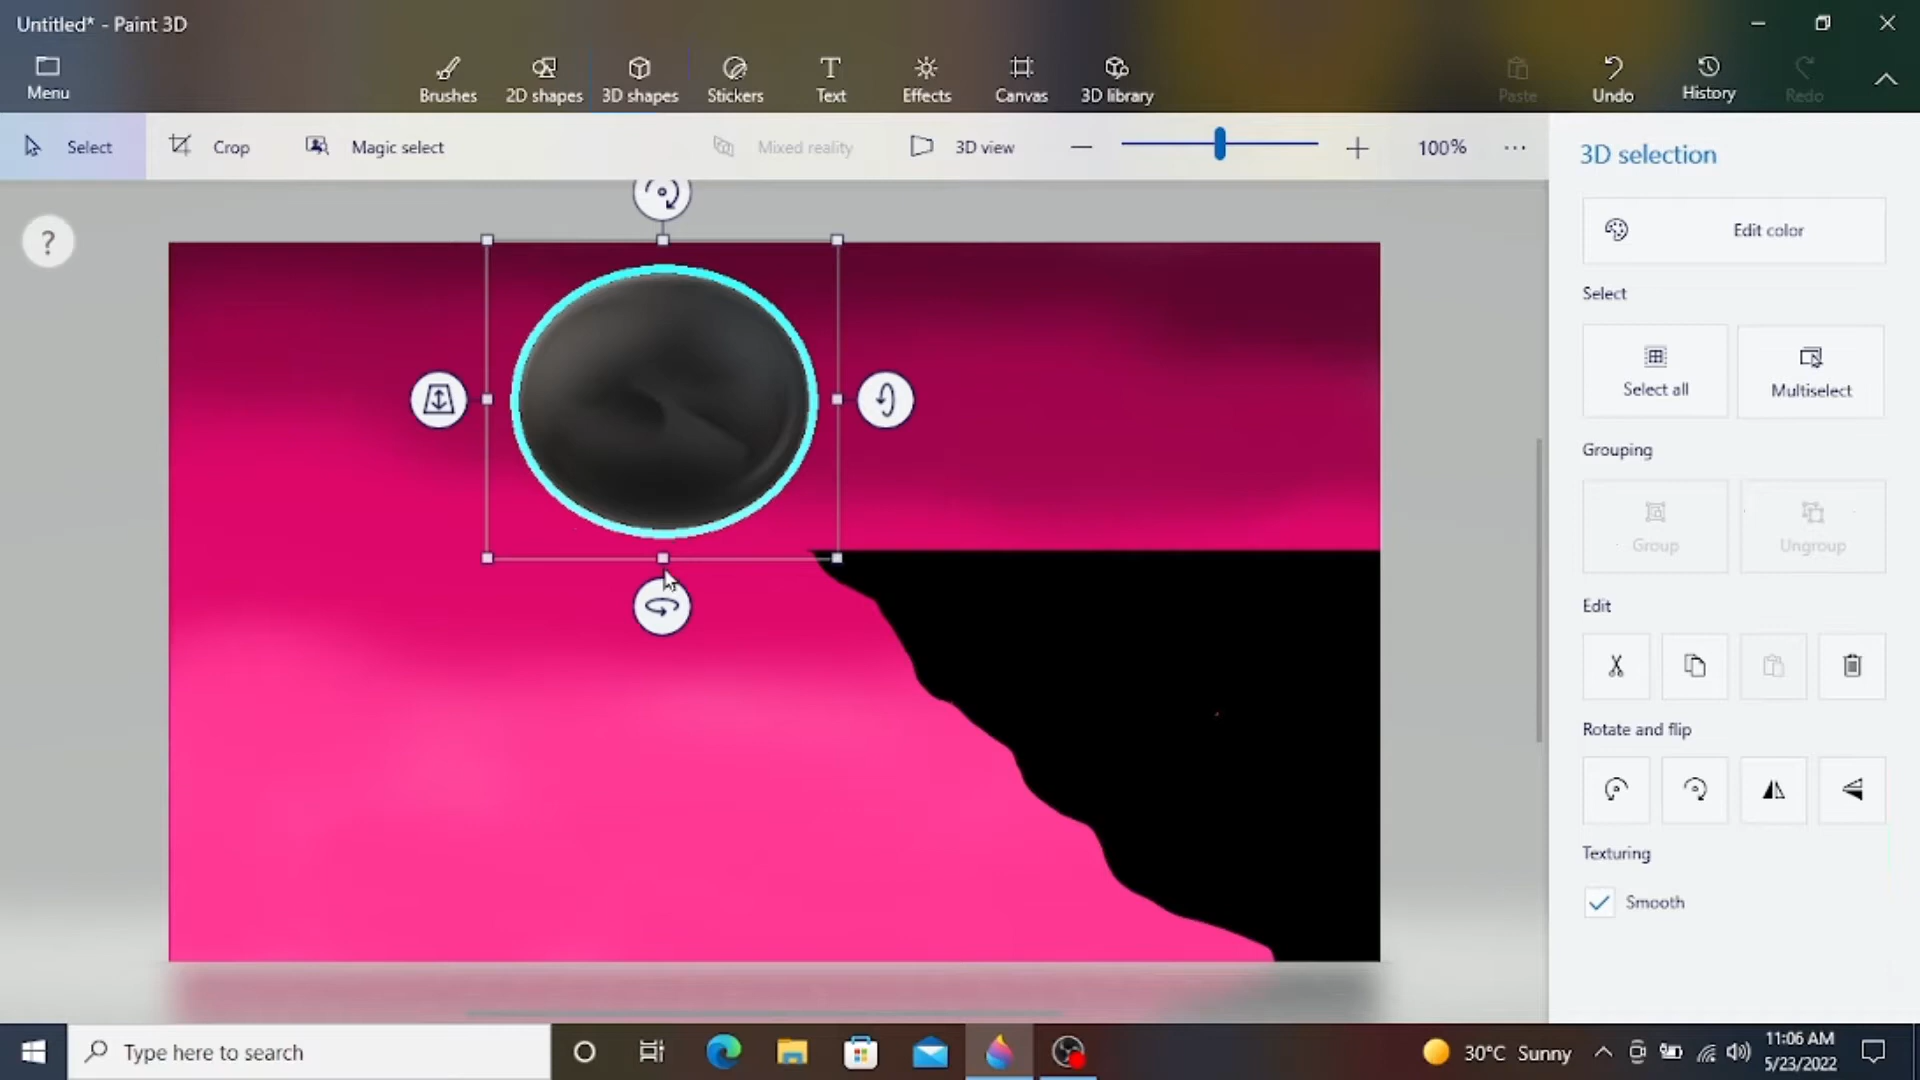 Untitled* - Paint 3D
Menu
Brushes
2D shapes
3D shapes
Stickers
Text
Effects
Canvas
3D library
Paste
Undo
History
Redo
Select
Crop
Magic select
Mixed reality
3D view
100%
3D selection
?
Edit color
Select
Select all
Multiselect
Grouping
Group
Ungroup
Edit
Rotate and flip
Texturing
Smooth
Type here to search
30°C Sunny
11:06 AM
5/23/2022